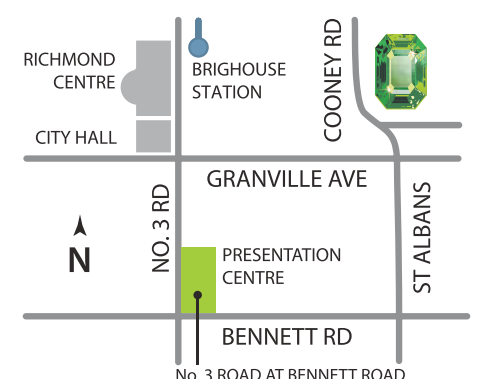 RICHMOND
CENTRE
BRIGHOUSE
STATION
COONEY RD
CITY HALL
GRANVILLE AVE
NO. 3 RD
ST ALBANS
N
PRESENTATION
CENTRE
BENNETT RD
No. 3 ROAD AT BENNETT ROAD